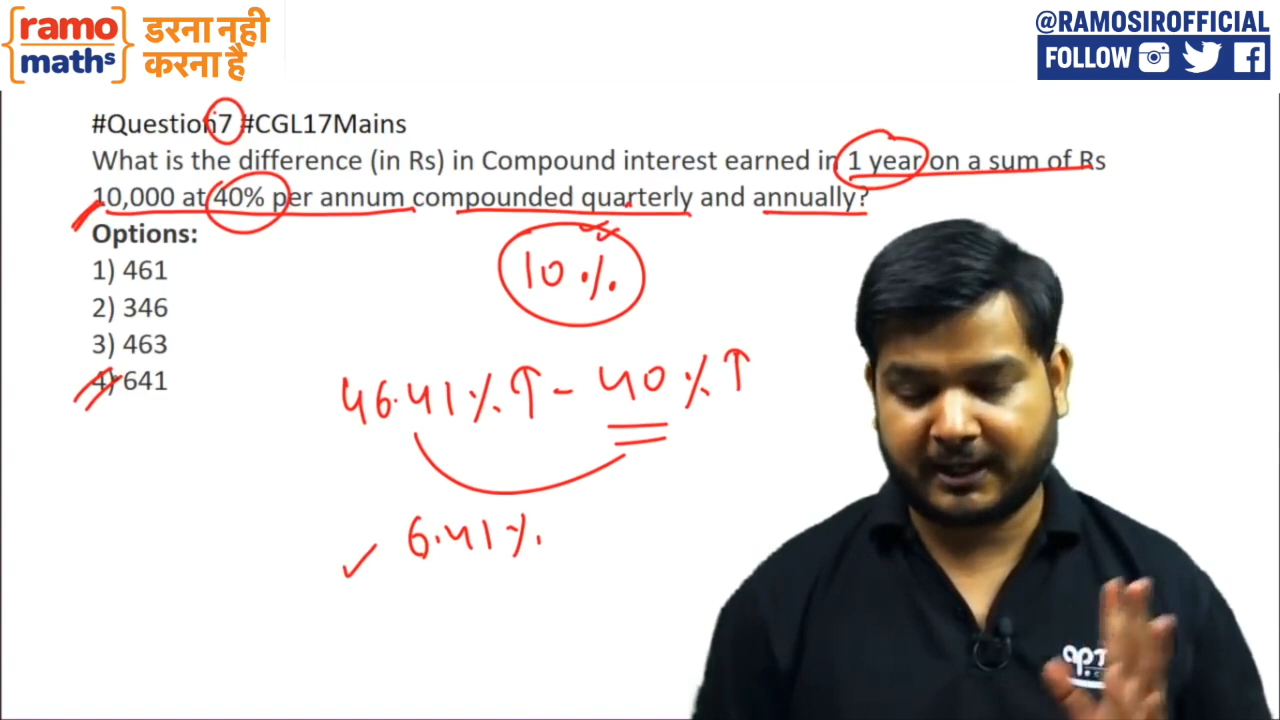 ramo
maths
डरना नही
करना है
@RAMOSIROFFICIAL
FOLLOW
#Question7 #CGL17Mains
What is the difference (in Rs) in Compound interest earned in 1 year on a sum of Rs
10,000 at 40% per annum compounded quarterly and annually?
Options:
1) 461
2) 346
3) 463
4) 641
10%
46.41%↑ - 40%↑
6.41%